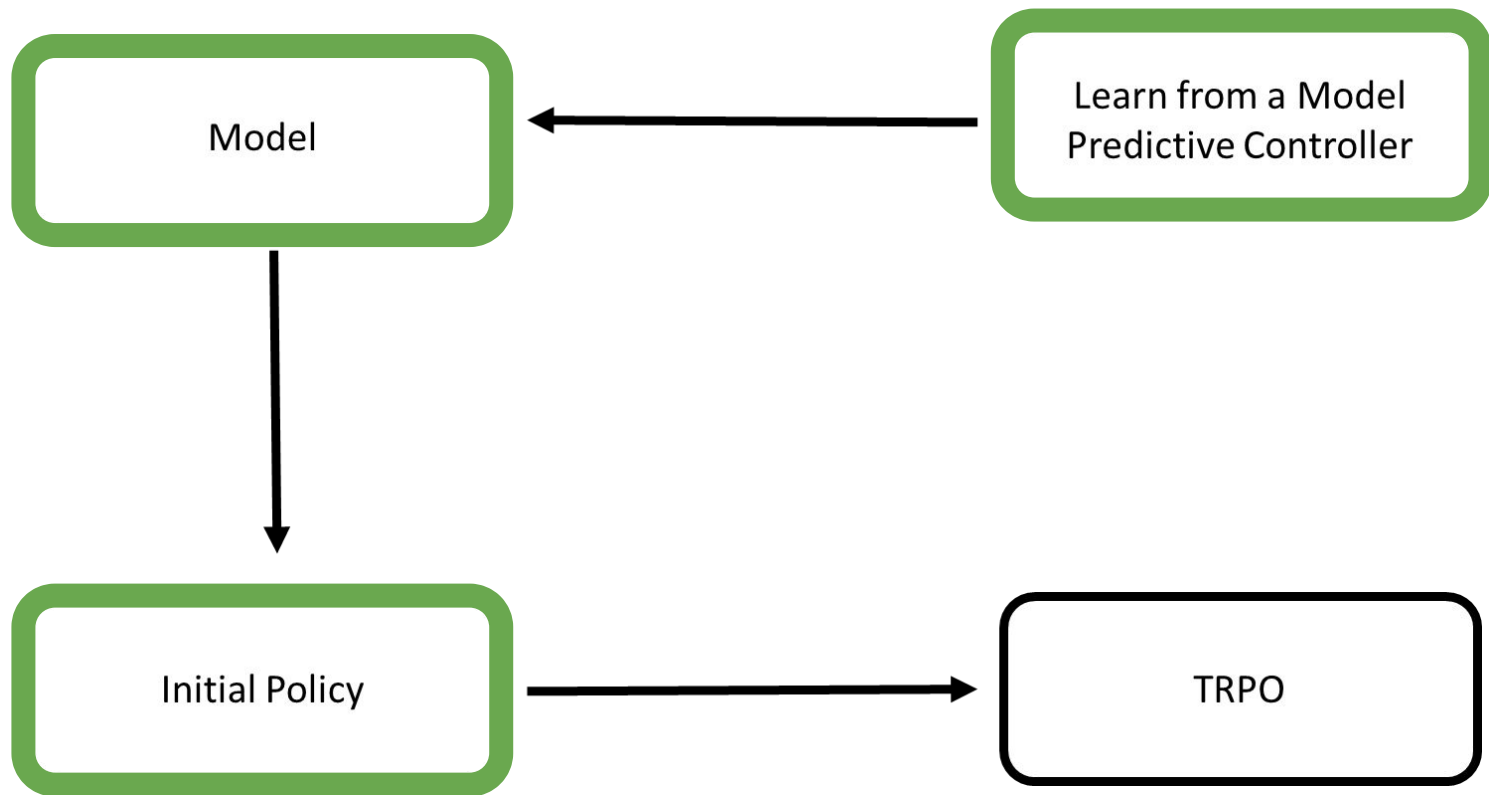 Model
Learn from a Model
Predictive Controller
Initial Policy
TRPO